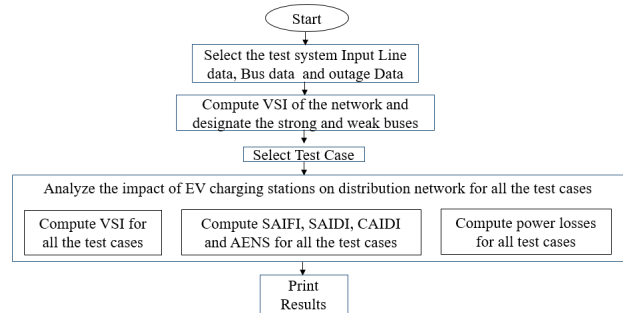 Start
Select the test system Input Line
data, Bus data and outage Data
Compute VSI of the network and
designate the strong and weak buses
Select Test Case
Analyze the impact of EV charging stations on distribution network for all the test cases
Compute VSI for
all the test cases
Compute SAIFI, SAIDI, CAIDI
and AENS for all the test cases
Compute power losses
for all test cases
Print
Results